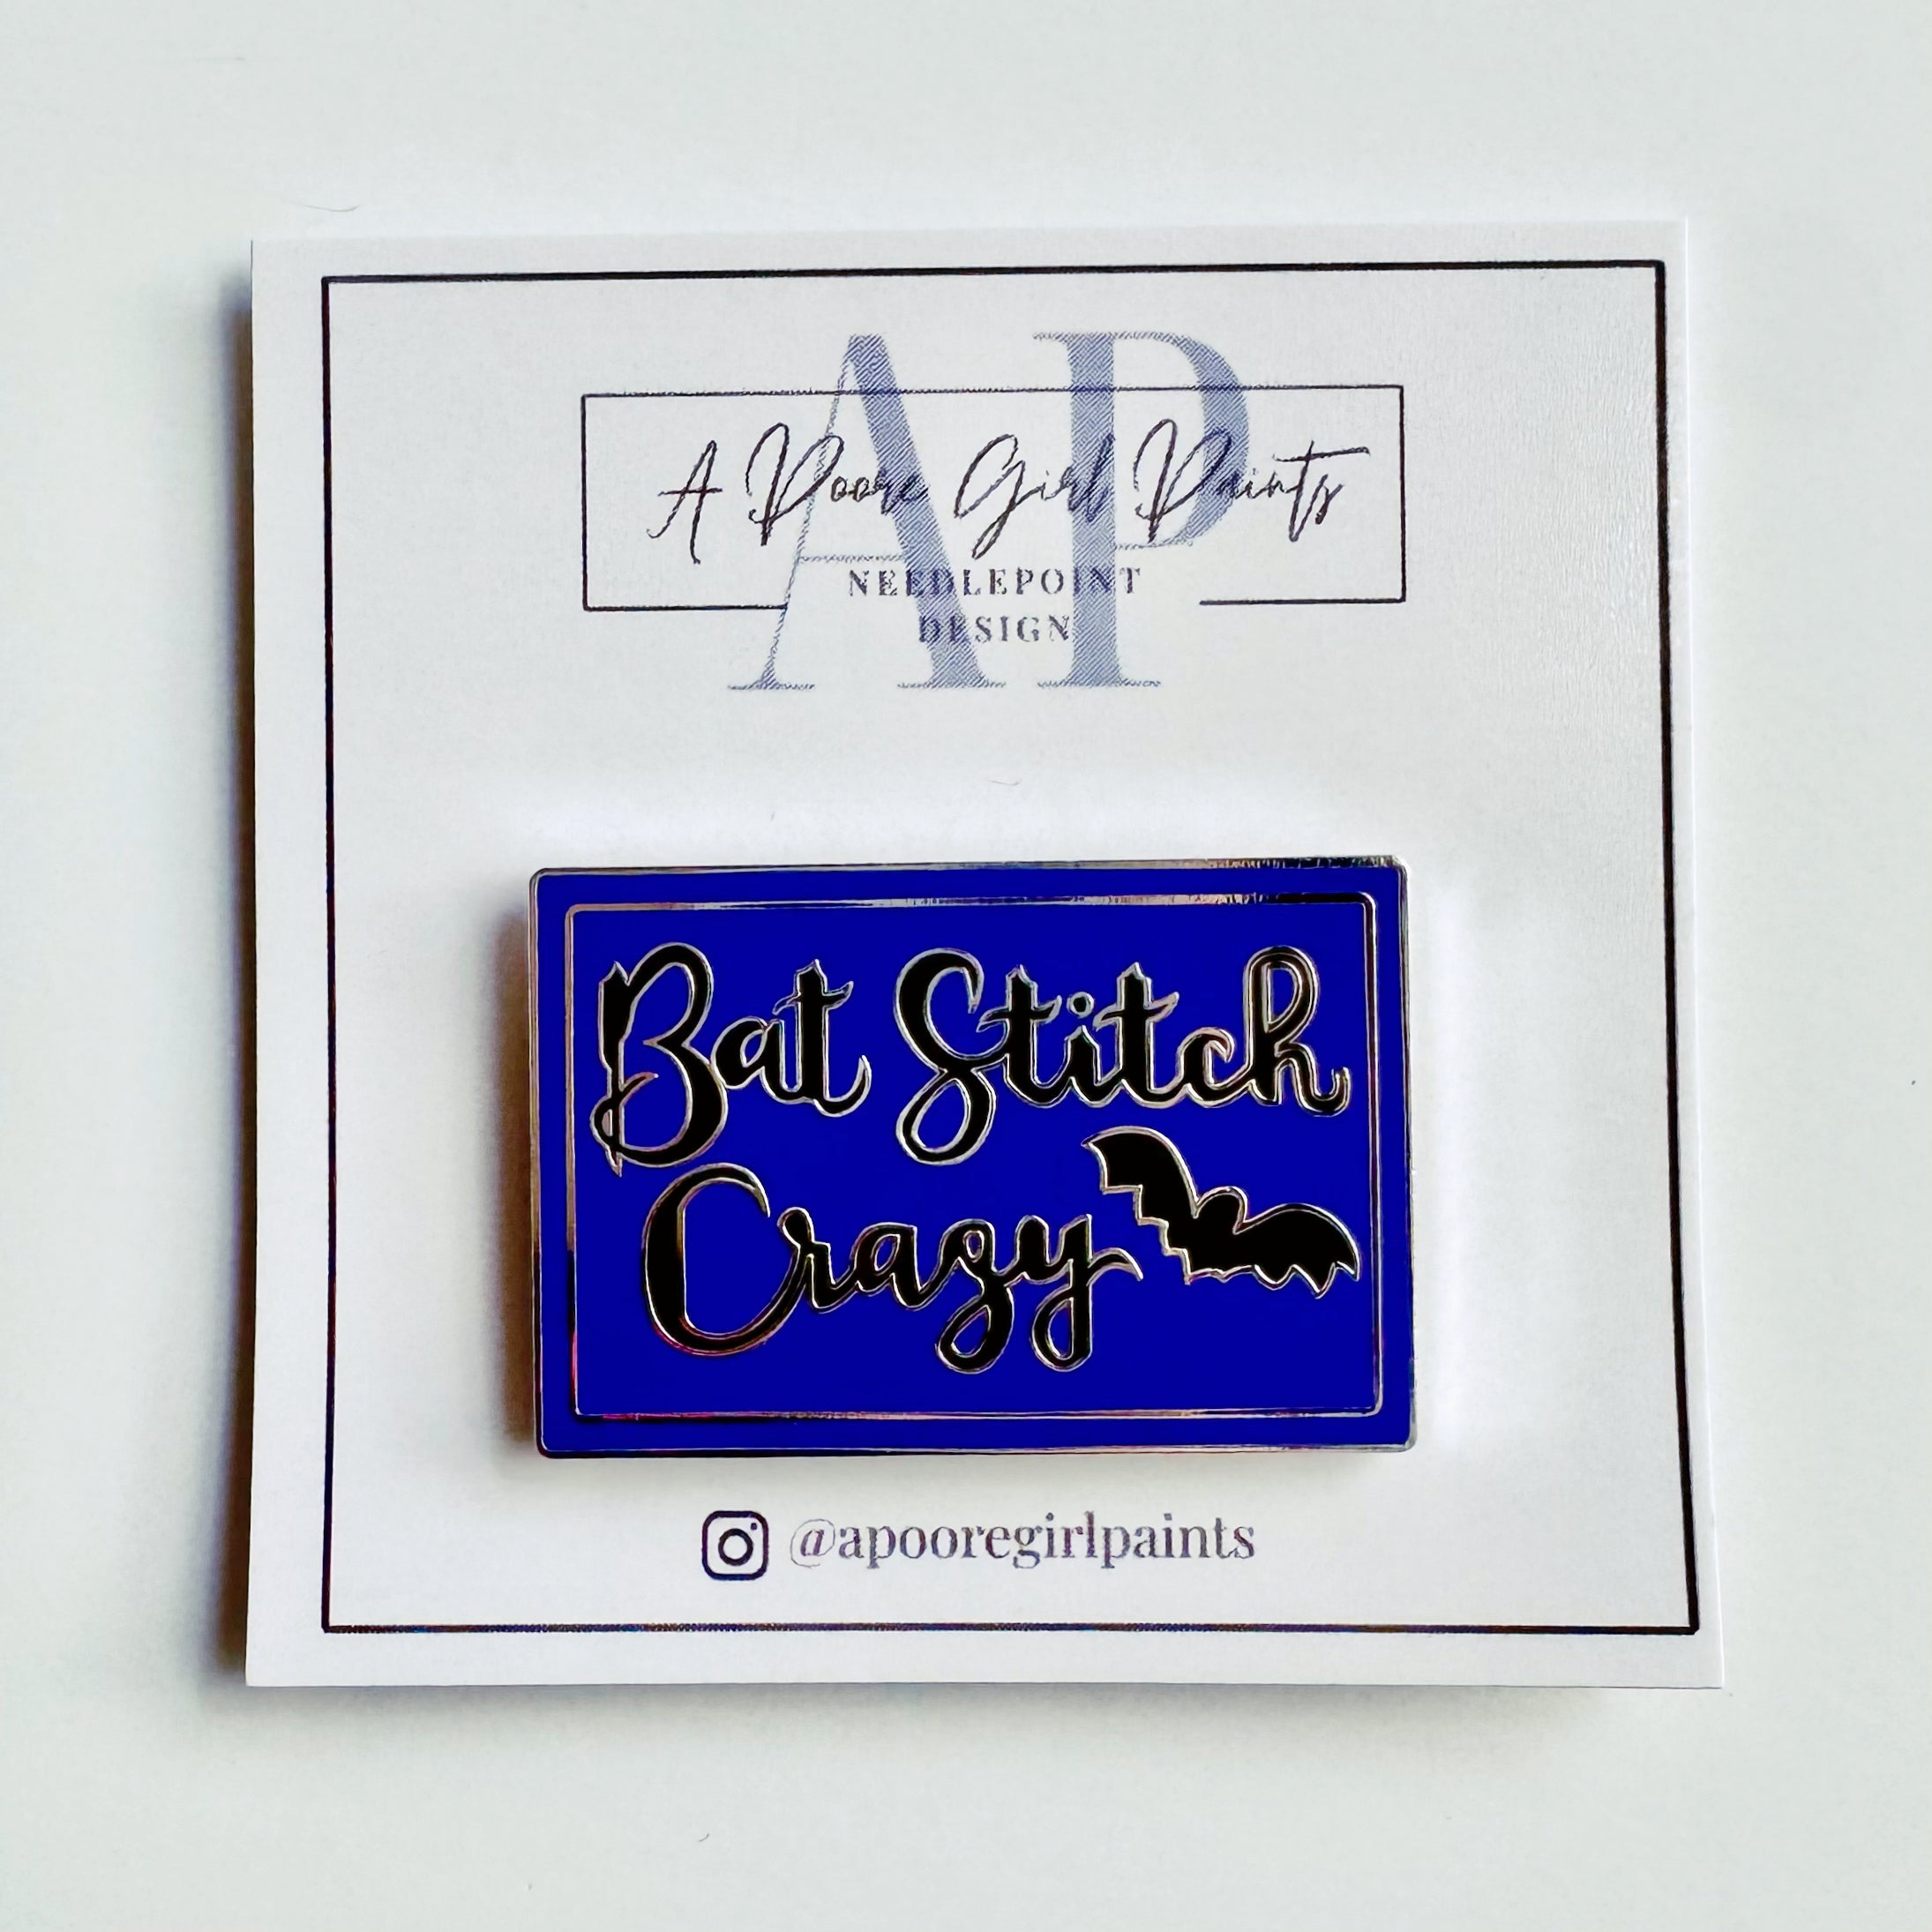 AP
A Poore Girl Paints
NEEDLEPOINT
DESIGN
Bat Stitch
Crazy
@apooregirlpaints